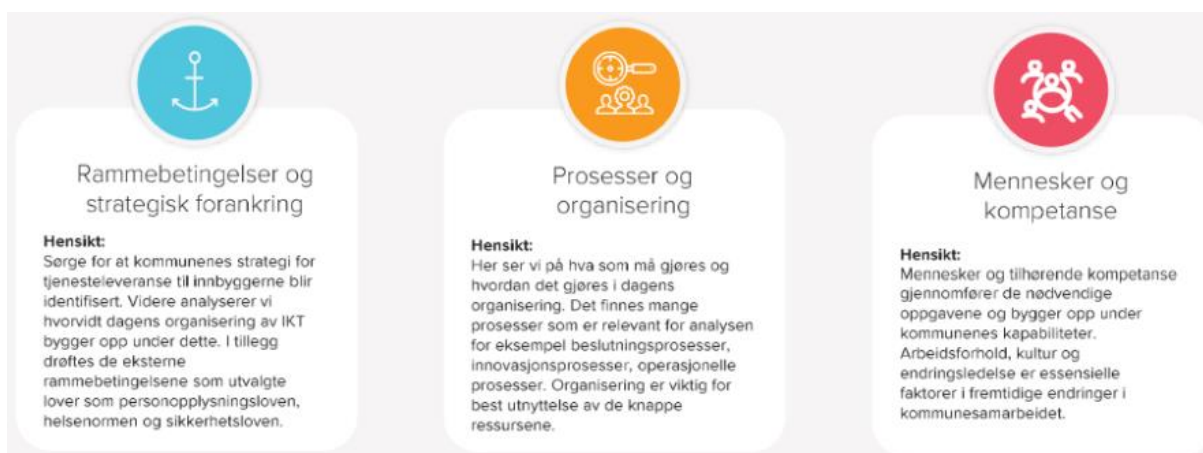 Rammebetingelser og
strategisk forankring
Hensikt:
Sørge for at kommunenes strategi for
tjenesteleveranse til innbyggerne blir
identifisert. Videre analyserer vi
hvorvidt dagens organisering av IKT
bygger opp under dette. I tillegg
drøftes de eksterne
rammebetingelsene som utvalgte
lover som personopplysningsloven,
helsenormen og sikkerhetsloven.
Prosesser og
organisering
Hensikt:
Her ser vi på hva som må gjøres og
hvordan det gjøres i dagens
organisering. Det finnes mange
prosesser som er relevant for analysen
for eksempel beslutningsprosesser,
innovasjonsprosesser, operasjonelle
prosesser. Organisering er viktig for
best utnyttelse av de knappe
ressursene.
Mennesker og
kompetanse
Hensikt:
Mennesker og tilhørende kompetanse
gjennomfører de nødvendige
oppgavene og bygger opp under
kommunenes kapabiliteter.
Arbeidsforhold, kultur og
endringsledelse er essensielle
faktorer i fremtidige endringer i
kommunesamarbeidet.